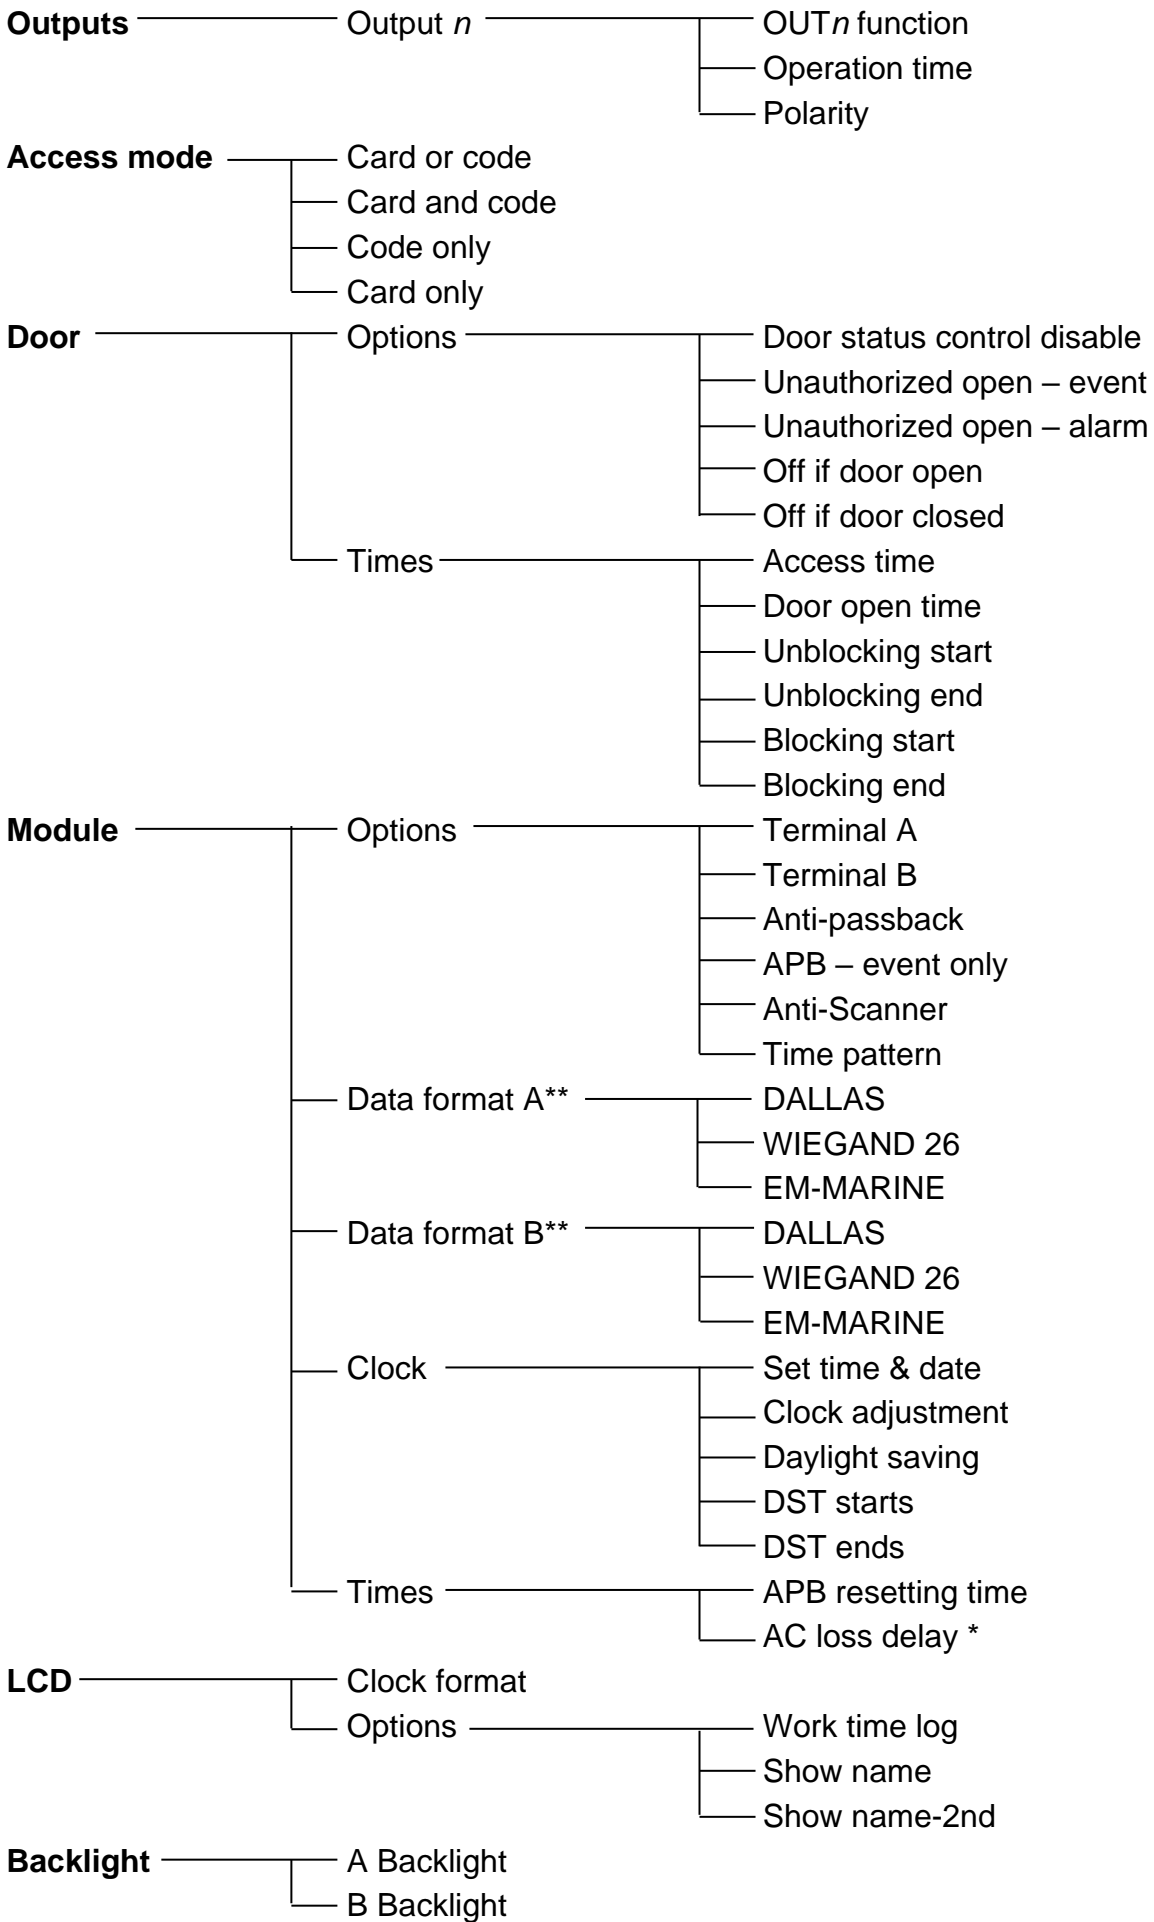 Outputs Output n OUTn function
Operation time
Polarity
Access mode Card or code
Card and code
Code only
Card only
Door Options Door status control disable
Unauthorized open – event
Unauthorized open – alarm
Off if door open
Off if door closed
Times Access time
Door open time
Unblocking start
Unblocking end
Blocking start
Blocking end
Module Options Terminal A
Terminal B
Anti-passback
APB – event only
Anti-Scanner
Time pattern
Data format A** DALLAS
WIEGAND 26
EM-MARINE
Data format B** DALLAS
WIEGAND 26
EM-MARINE
Clock Set time & date
Clock adjustment
Daylight saving
DST starts
DST ends
Times APB resetting time
AC loss delay *
LCD Clock format
Options Work time log
Show name
Show name-2nd
Backlight A Backlight
B Backlight